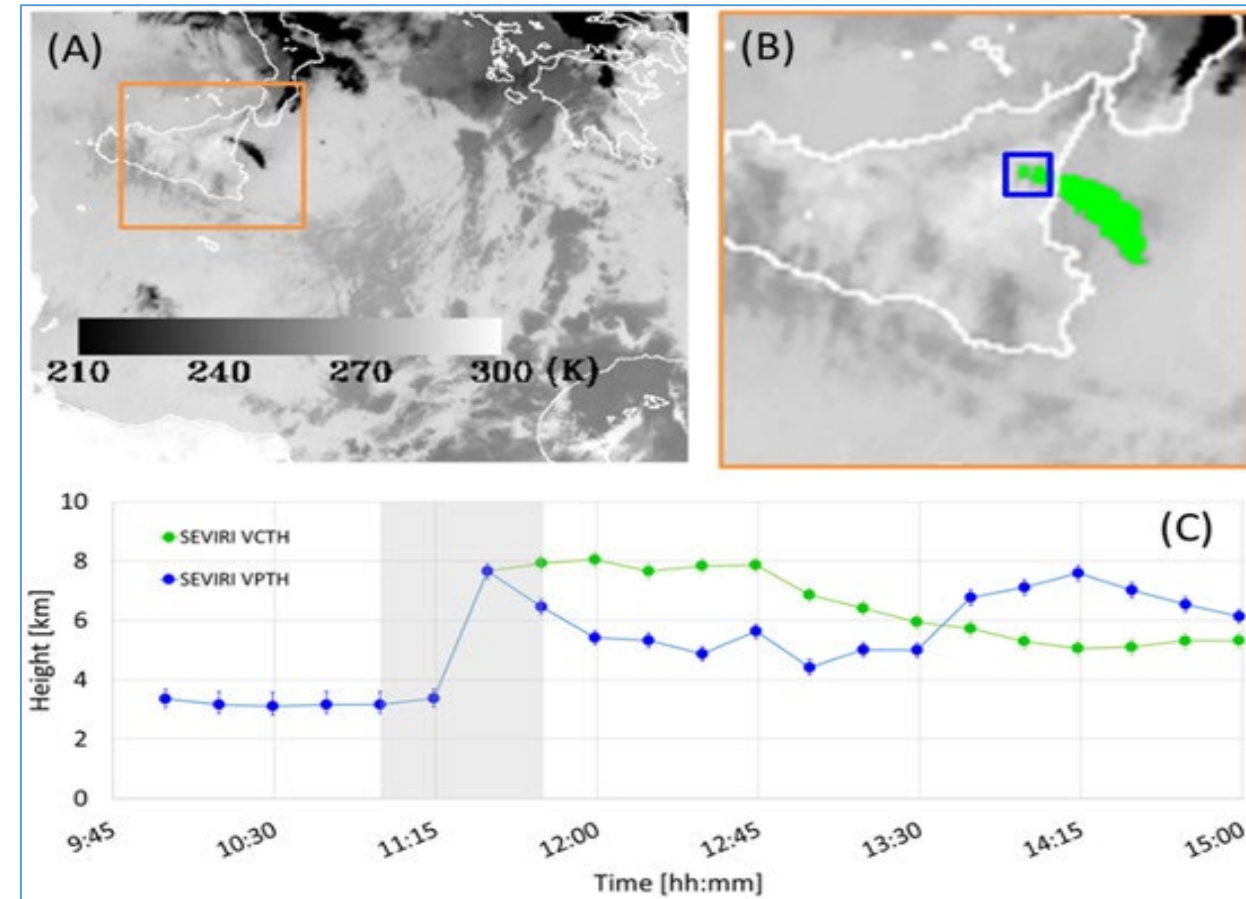 (A)
(B)
210 240 270 300 (K)
(C)
10
8
6
4
2
0
Height [km]
SEVIRI VCTH
SEVIRI VPTH
9:45 10:30 11:15 12:00 12:45 13:30 14:15 15:00
Time [hh:mm]